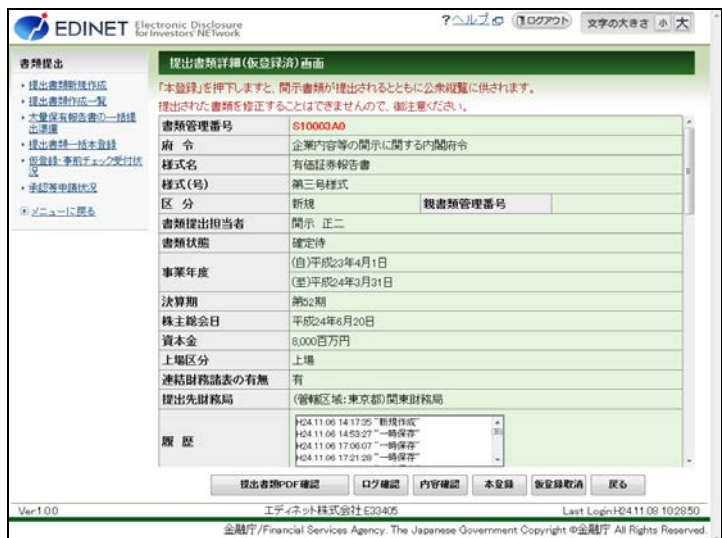 EDINET Electronic Disclosure for Investors' NETwork
?ヘルプ ログアウト 文字の大きさ 小 大
書類提出
・提出書類新規作成
・提出書類作成一覧
・大量保有報告書の一括提出準備
・提出書類一括本登録
・仮登録・事前チェック受付状況
・承認等申請状況
メニューに戻る
提出書類詳細(仮登録済)画面
「本登録」を押下しますと、開示書類が提出されるとともに公衆縦覧に供されます。
提出された書類を修正することはできませんので、御注意ください。
書類管理番号 S10003A0
府 令 企業内容等の開示に関する内閣府令
様式名 有価証券報告書
様式(号) 第三号様式
区 分 新規 親書類管理番号
書類提出担当者 開示 正二
書類状態 確定待
事業年度 (自)平成23年4月1日
(至)平成24年3月31日
決算期 第52期
株主総会日 平成24年6月20日
資本金 8,000百万円
上場区分 上場
連結財務諸表の有無 有
提出先財務局 (管轄区域:東京都)関東財務局
履 歴 H24.11.06 14:17:35 "新規作成"
H24.11.06 14:53:27 "一時保存"
H24.11.06 17:06:07 "一時保存"
H24.11.06 17:21:28 "一時保存"
提出書類PDF確認 ログ確認 内容確認 本登録 仮登録取消 戻る
Ver:1.0.0 エディネット株式会社:E33405 Last Login:H24.11.08 10:28:50
金融庁/Financial Services Agency. The Japanese Government Copyright ©金融庁 All Rights Reserved.